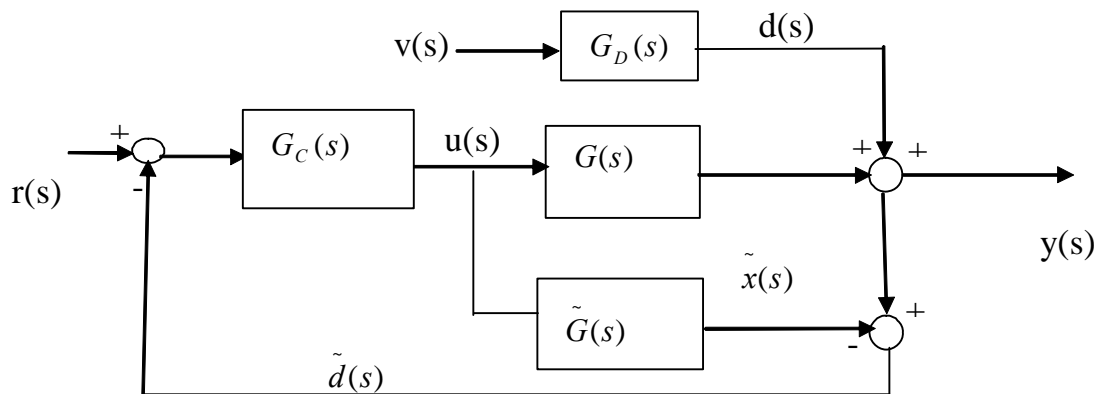 v(s)
G_D(s)
d(s)
+
G_C(s)
u(s)
G(s)
+
+
r(s)
-
y(s)
x̃(s)
G̃(s)
+
-
d̃(s)